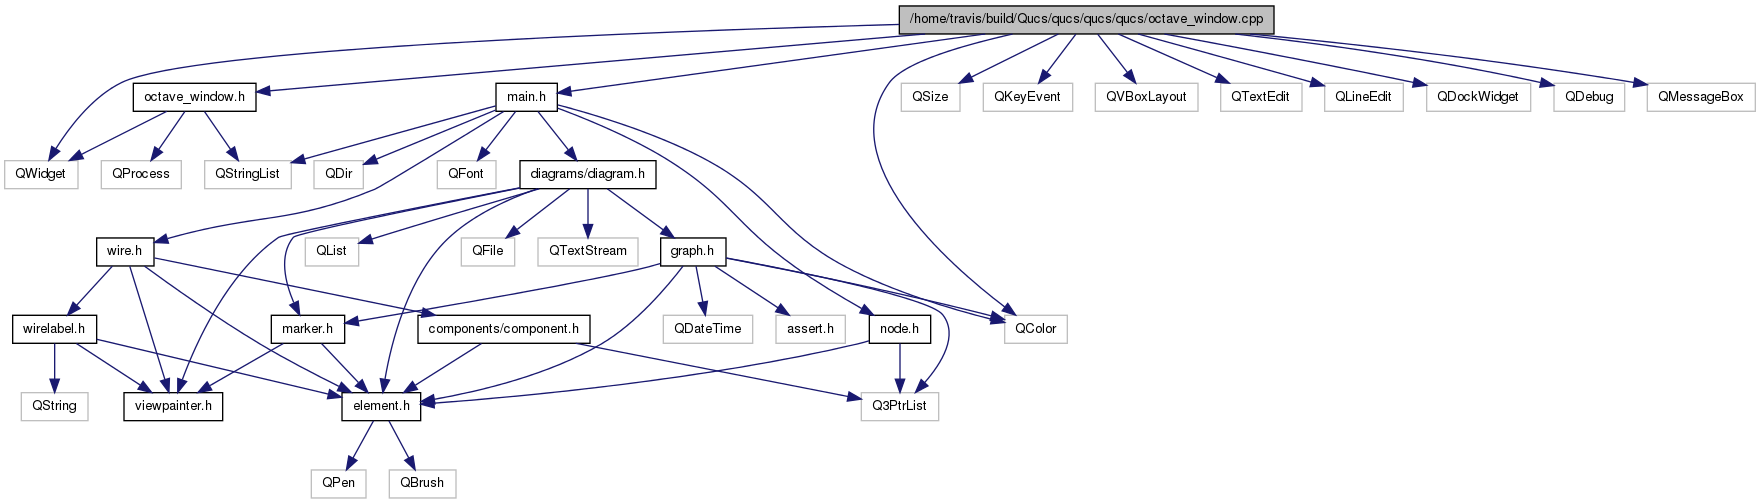 /home/travis/build/Qucs/qucs/qucs/qucs/octave_window.cpp
octave_window.h
main.h
QSize
QKeyEvent
QVBoxLayout
QTextEdit
QLineEdit
QDockWidget
QDebug
QMessageBox
QWidget
QProcess
QStringList
QDir
QFont
diagrams/diagram.h
wire.h
QList
QFile
QTextStream
graph.h
wirelabel.h
marker.h
components/component.h
QDateTime
assert.h
node.h
QColor
QString
viewpainter.h
element.h
Q3PtrList
QPen
QBrush